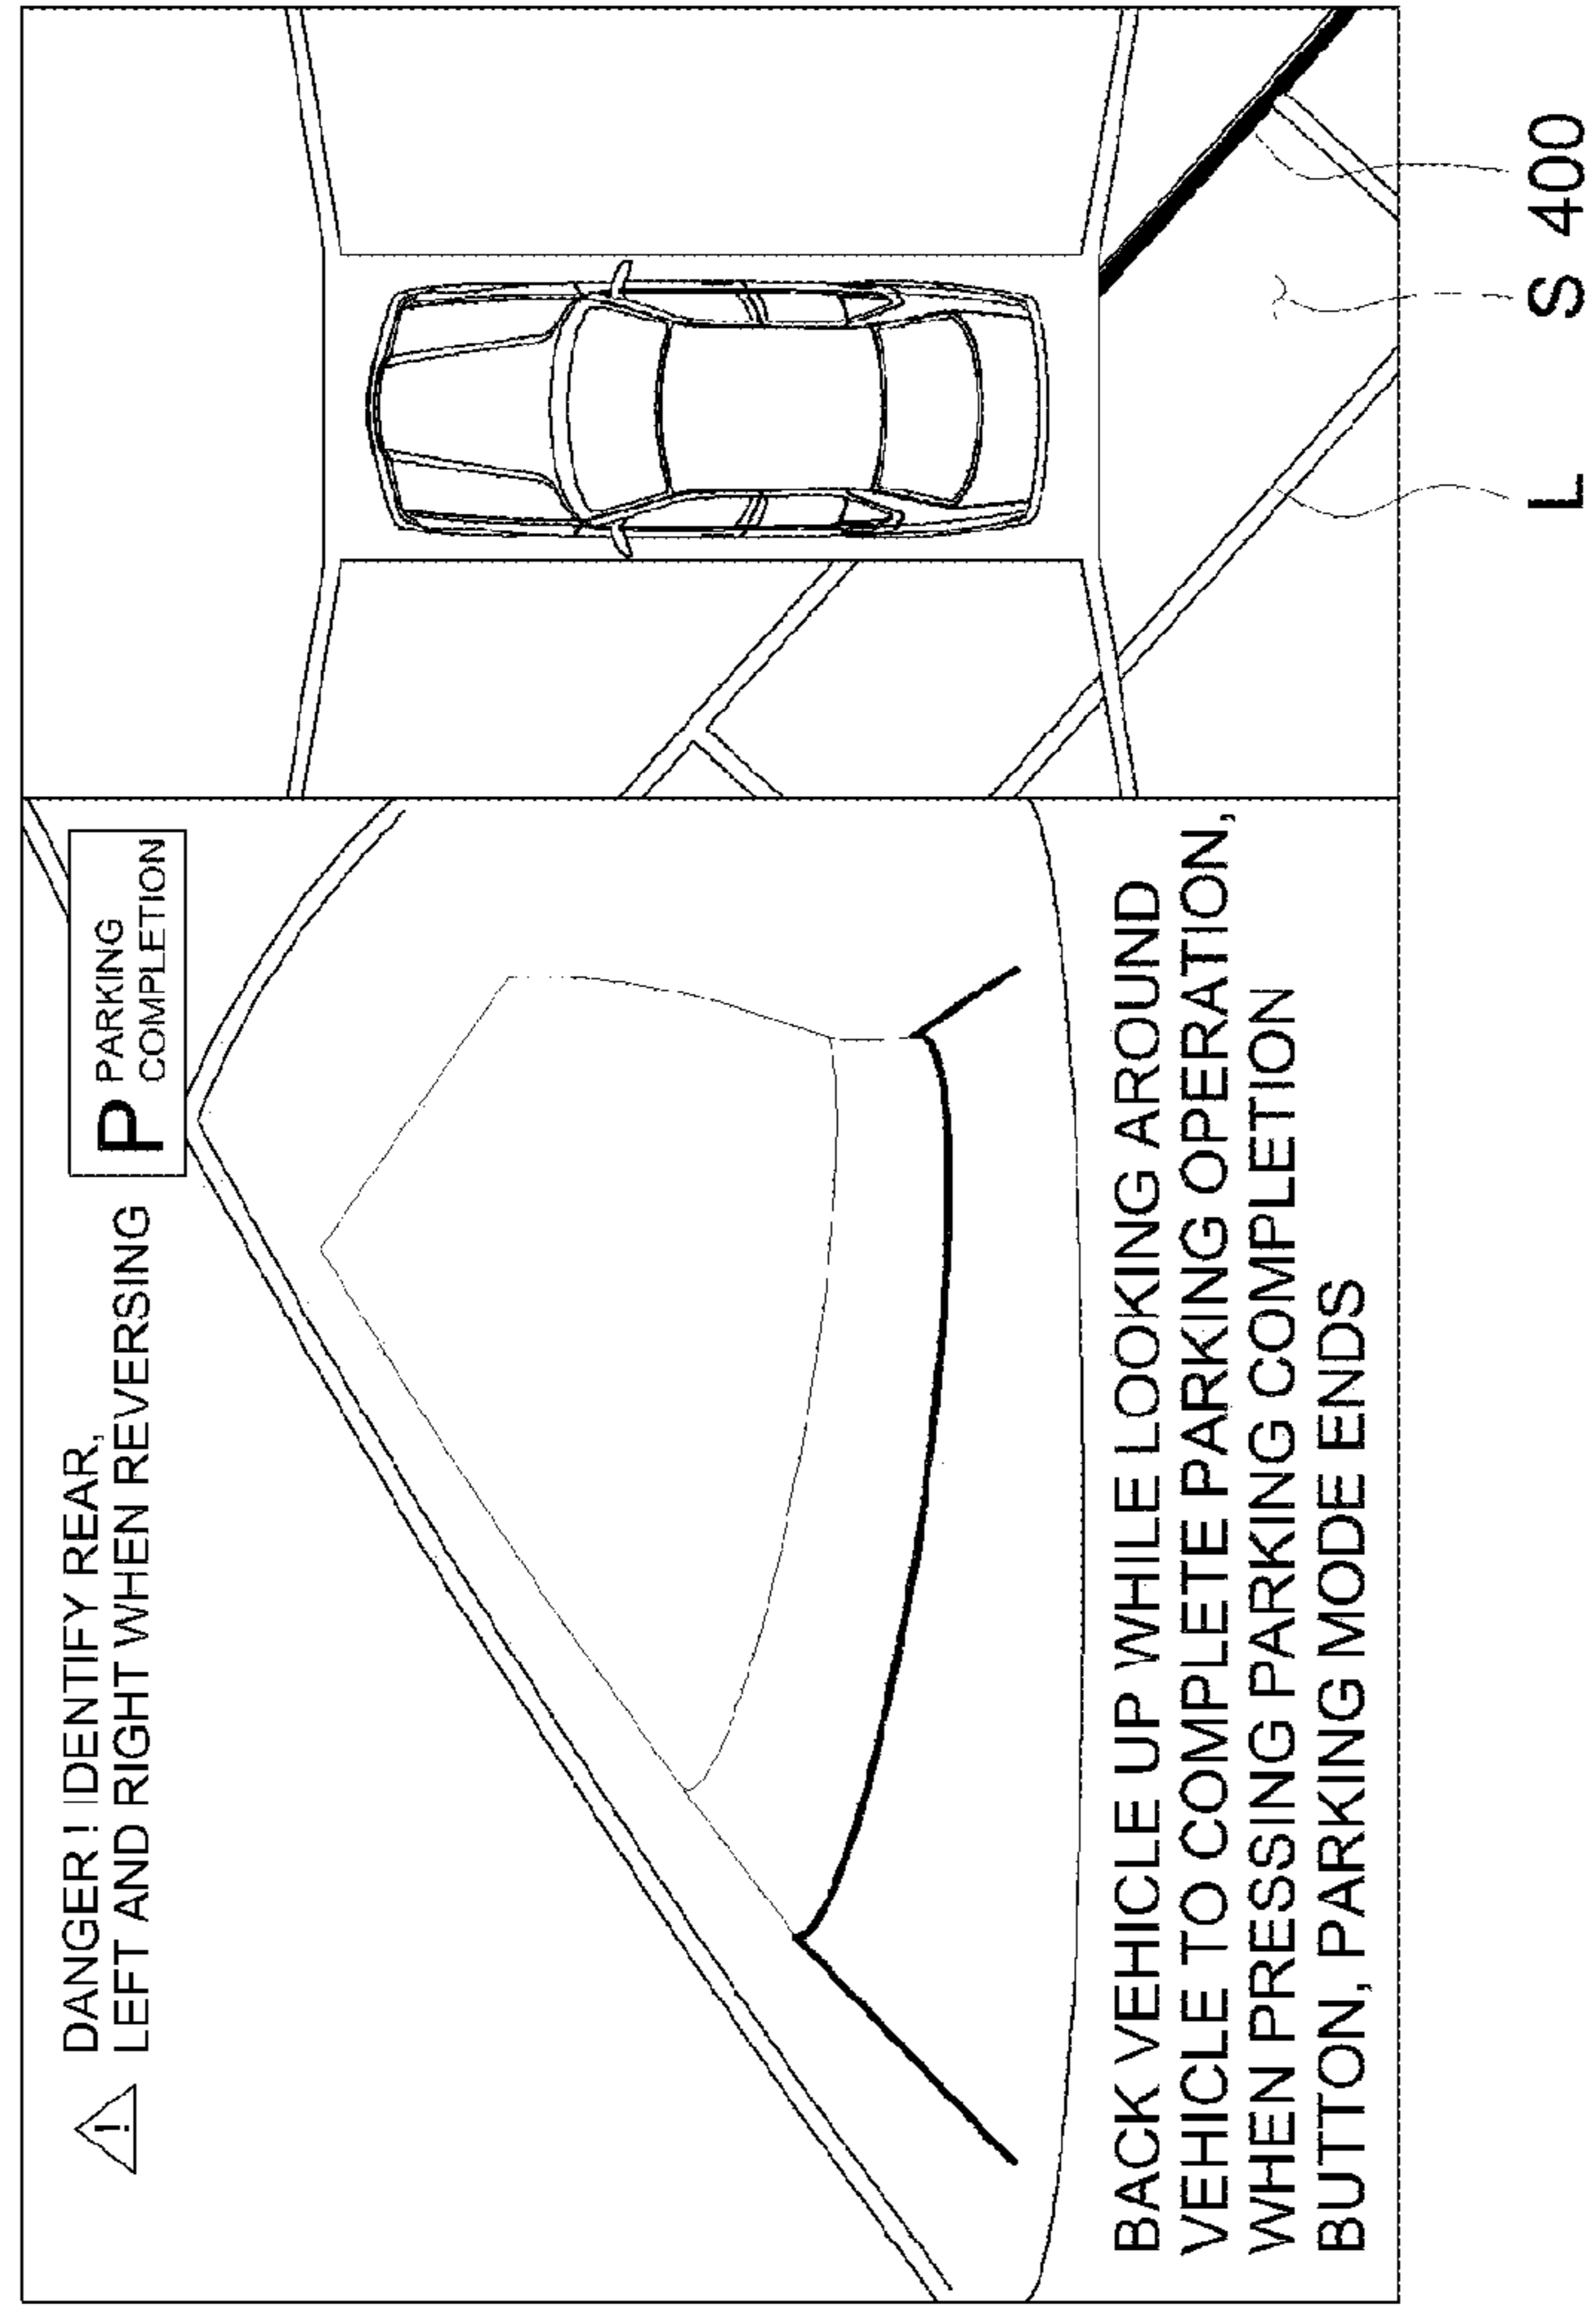 DANGER ! IDENTIFY REAR,
LEFT AND RIGHT WHEN REVERSING
P PARKING
COMPLETION
BACK VEHICLE UP WHILE LOOKING AROUND
VEHICLE TO COMPLETE PARKING OPERATION,
WHEN PRESSING PARKING COMPLETION
BUTTON, PARKING MODE ENDS
L
S
400